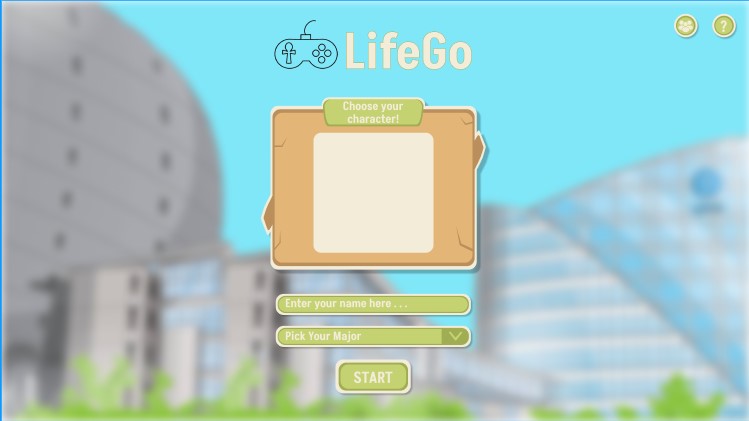 LifeGo
?
Choose your
character!
Enter your name here . . .
Pick Your Major
START